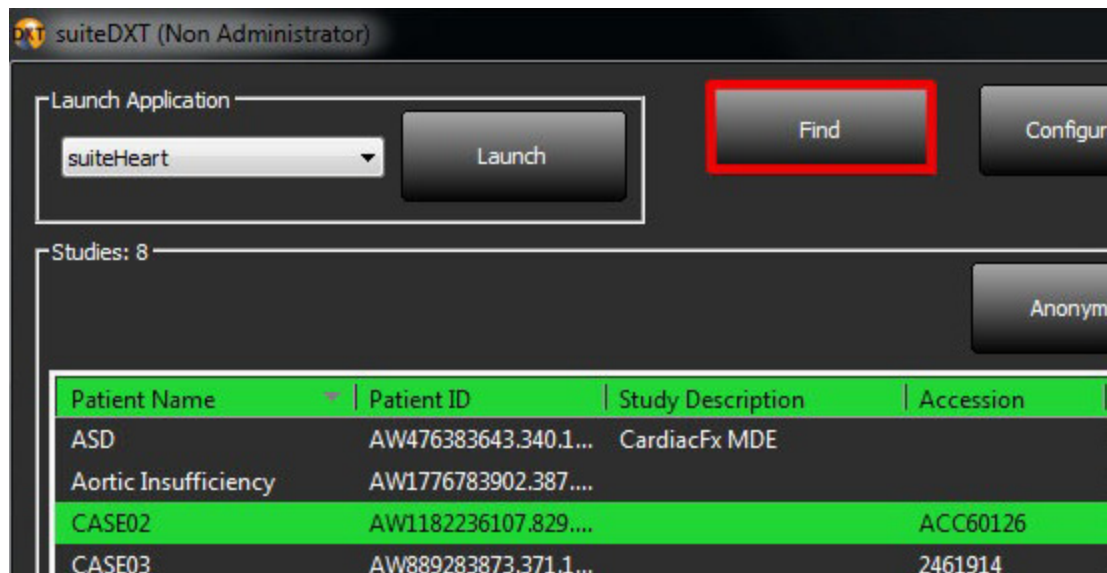 DXT suiteDXT (Non Administrator)
Launch Application
suiteHeart
Launch
Find
Configur
Studies: 8
Anonym
Patient Name Patient ID Study Description Accession
ASD AW476383643.340.1... CardiacFx MDE
Aortic Insufficiency AW1776783902.387....
CASE02 AW1182236107.829.... ACC60126
CASE03 AW889283873.371.1... 2461914